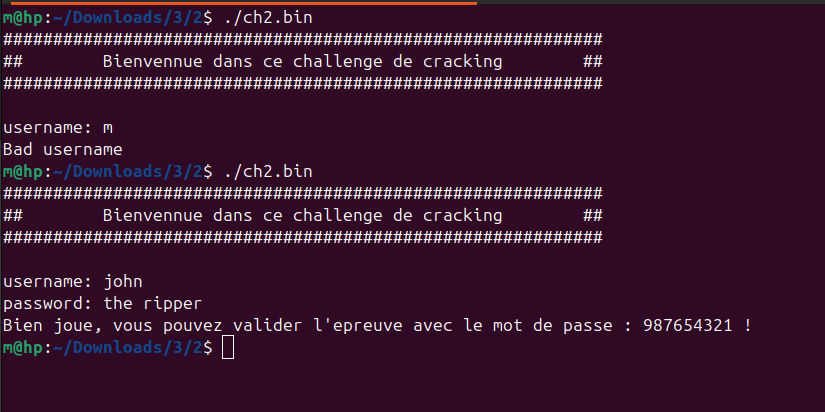 m@hp:~/Downloads/3/2$ ./ch2.bin
############################################################
##        Bienvennue dans ce challenge de cracking        ##
############################################################
username: m
Bad username
m@hp:~/Downloads/3/2$ ./ch2.bin
############################################################
##        Bienvennue dans ce challenge de cracking        ##
############################################################
username: john
password: the ripper
Bien joue, vous pouvez valider l'epreuve avec le mot de passe : 987654321 !
m@hp:~/Downloads/3/2$